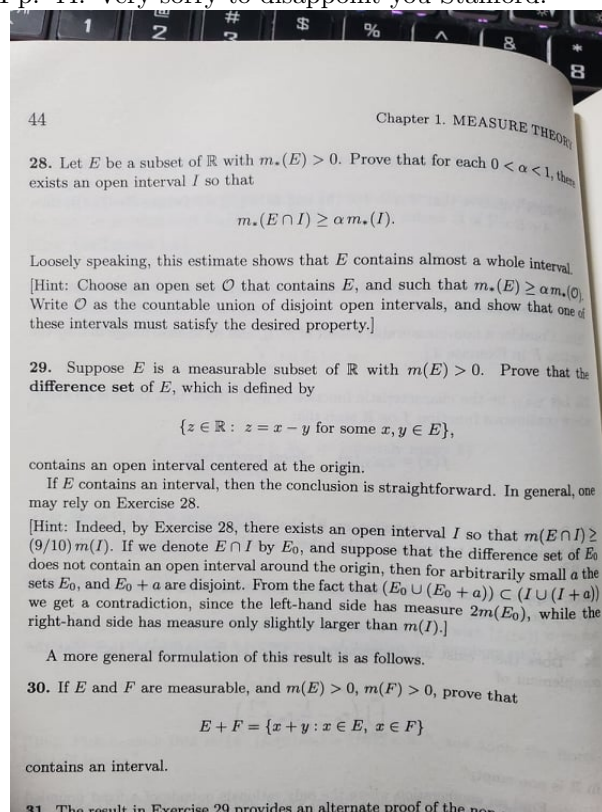 1 2 # $ % ^ & * 8
44 Chapter 1. MEASURE THEORY
28. Let E be a subset of ℝ with m*(E) > 0. Prove that for each 0 < α < 1, there
exists an open interval I so that
m*(E ∩ I) ≥ α m*(I).
Loosely speaking, this estimate shows that E contains almost a whole interval.
[Hint: Choose an open set O that contains E, and such that m*(E) ≥ α m*(O).
Write O as the countable union of disjoint open intervals, and show that one of
these intervals must satisfy the desired property.]
29. Suppose E is a measurable subset of ℝ with m(E) > 0. Prove that the
difference set of E, which is defined by
{z ∈ ℝ : z = x − y for some x, y ∈ E},
contains an open interval centered at the origin.
If E contains an interval, then the conclusion is straightforward. In general, one
may rely on Exercise 28.
[Hint: Indeed, by Exercise 28, there exists an open interval I so that m(E ∩ I) ≥
(9/10) m(I). If we denote E ∩ I by E₀, and suppose that the difference set of E₀
does not contain an open interval around the origin, then for arbitrarily small a the
sets E₀, and E₀ + a are disjoint. From the fact that (E₀ ∪ (E₀ + a)) ⊂ (I ∪ (I + a))
we get a contradiction, since the left-hand side has measure 2m(E₀), while the
right-hand side has measure only slightly larger than m(I).]
A more general formulation of this result is as follows.
30. If E and F are measurable, and m(E) > 0, m(F) > 0, prove that
E + F = {x + y : x ∈ E, x ∈ F}
contains an interval.
31. The result in Exercise 29 provides an alternate proof of the